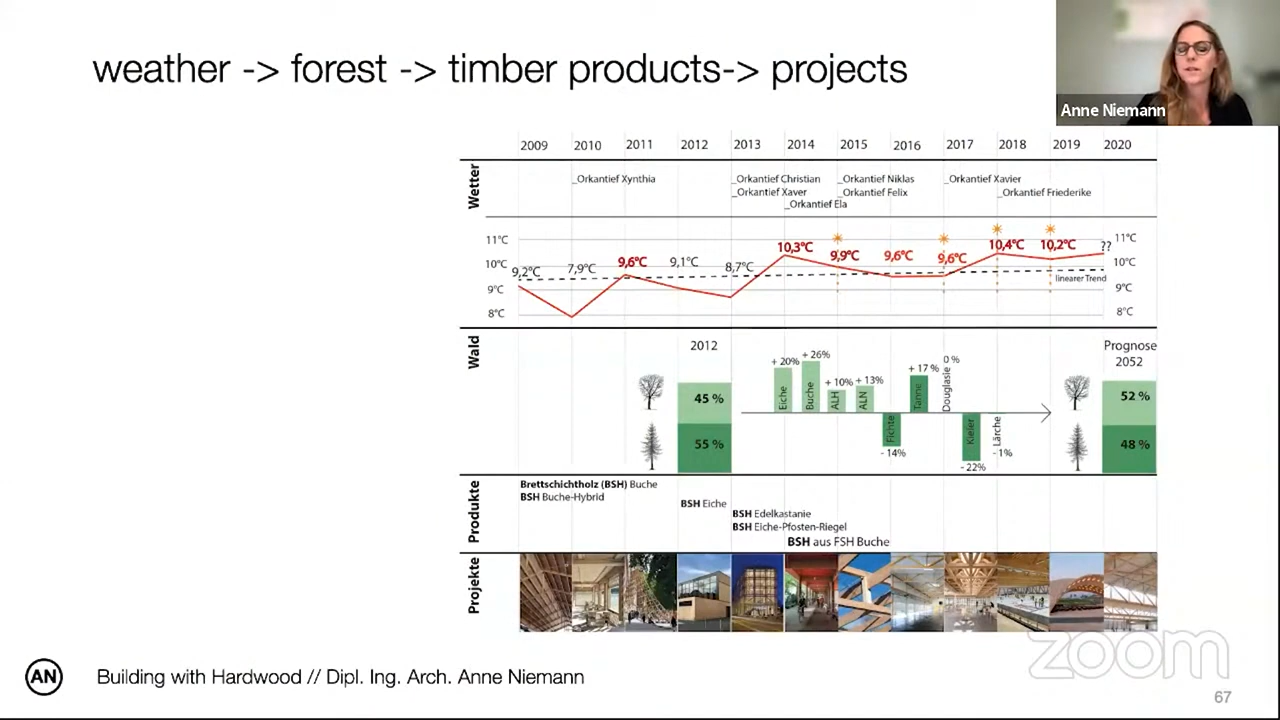 weather -> forest -> timber products-> projects
Anne Niemann
2009 2010 2011 2012 2013 2014 2015 2016 2017 2018 2019 2020
Wetter
_Orkantief Xynthia
_Orkantief Christian
_Orkantief Xaver
_Orkantief Ela
_Orkantief Niklas
_Orkantief Felix
_Orkantief Xavier
_Orkantief Friederike
11°C
10°C
9°C
8°C
9,2°C 7,9°C 9,6°C 9,1°C 8,7°C 10,3°C 9,9°C 9,6°C 9,6°C 10,4°C 10,2°C ??
11°C
10°C
9°C
8°C
linearer Trend
Wald
2012
45 %
55 %
+ 20% + 26% + 10% + 13% - 14% + 17 % 0 % - 22% - 1%
Eiche Buche ALH ALN Fichte Tanne Douglasie Kiefer Lärche
Prognose
2052
52 %
48 %
Produkte
Brettschichtholz (BSH) Buche
BSH Buche-Hybrid
BSH Eiche
BSH Edelkastanie
BSH Eiche-Pfosten-Riegel
BSH aus FSH Buche
Projekte
zoom
AN
Building with Hardwood // Dipl. Ing. Arch. Anne Niemann
67